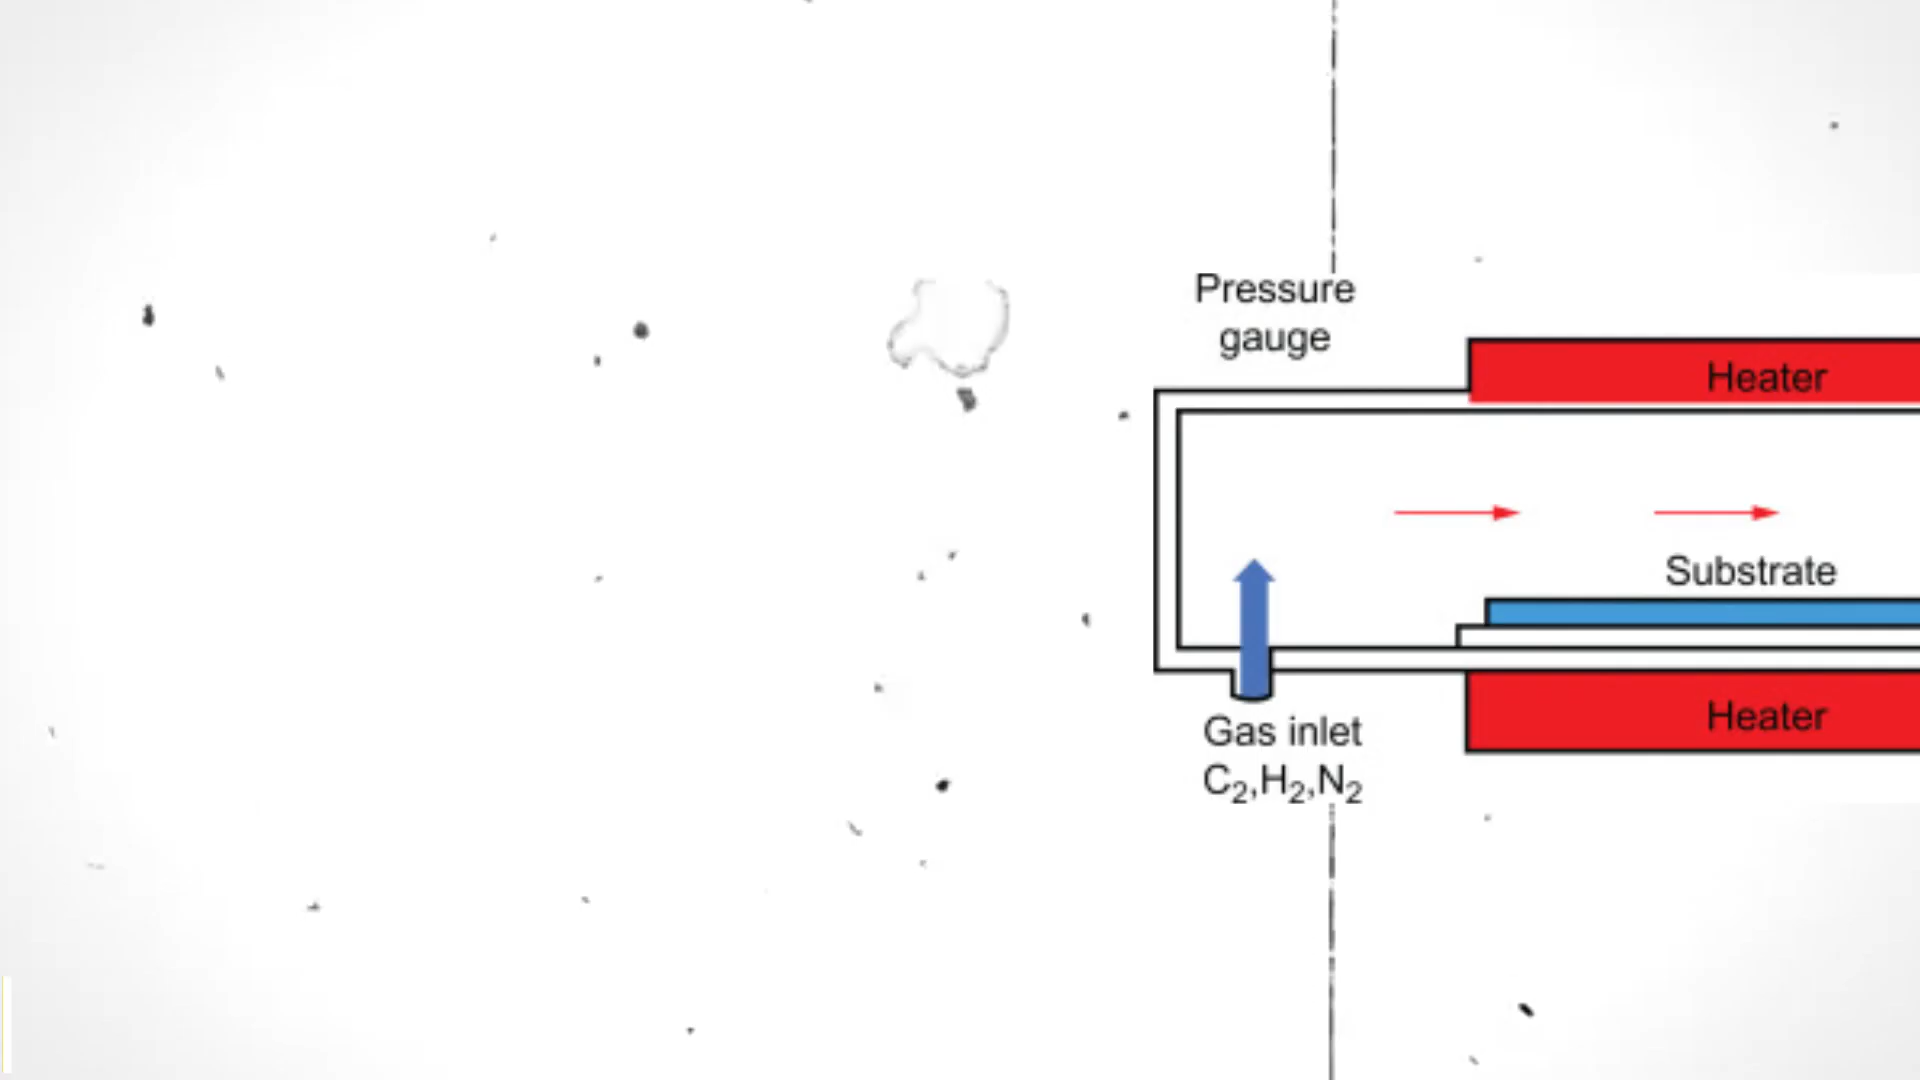 Pressure
gauge
Heater
Substrate
Heater
Gas inlet
C₂,H₂,N₂